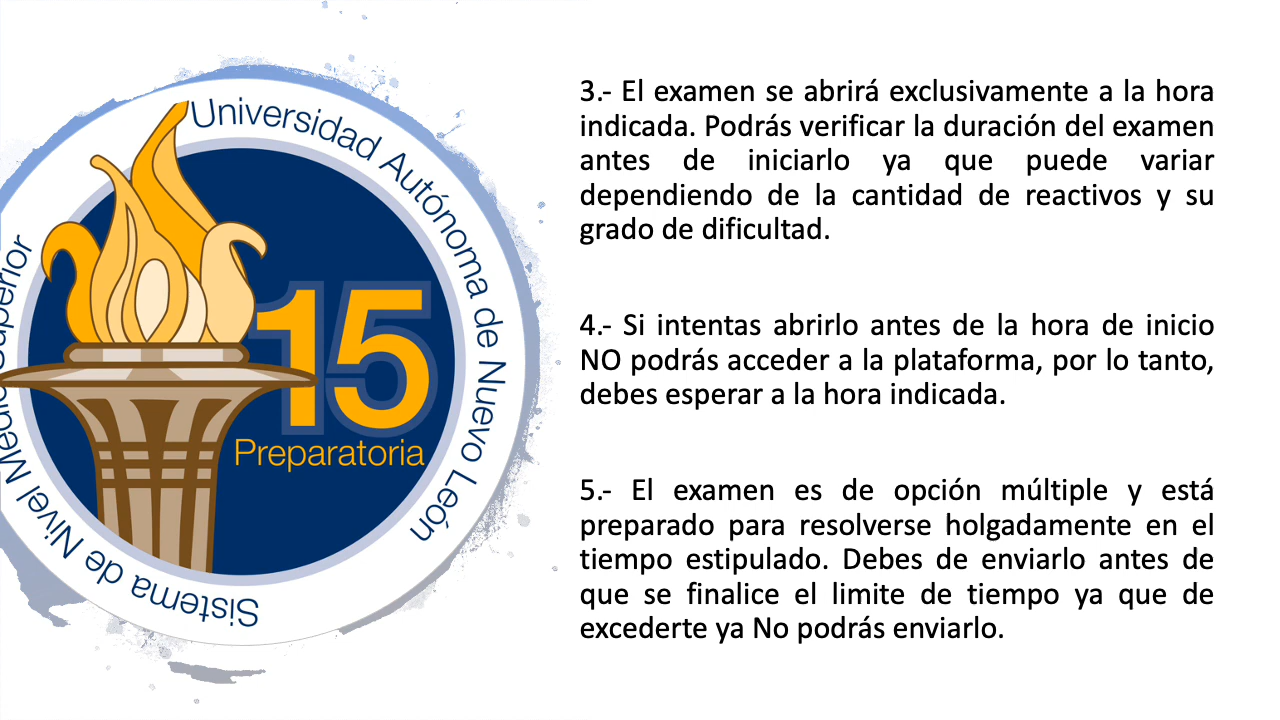 Universidad Autónoma de Nuevo León
Sistema de Nivel Medio Superior
15
Preparatoria
3.- El examen se abrirá exclusivamente a la hora
indicada. Podrás verificar la duración del examen
antes de iniciarlo ya que puede variar
dependiendo de la cantidad de reactivos y su
grado de dificultad.
4.- Si intentas abrirlo antes de la hora de inicio
NO podrás acceder a la plataforma, por lo tanto,
debes esperar a la hora indicada.
5.- El examen es de opción múltiple y está
preparado para resolverse holgadamente en el
tiempo estipulado. Debes de enviarlo antes de
que se finalice el limite de tiempo ya que de
excederte ya No podrás enviarlo.